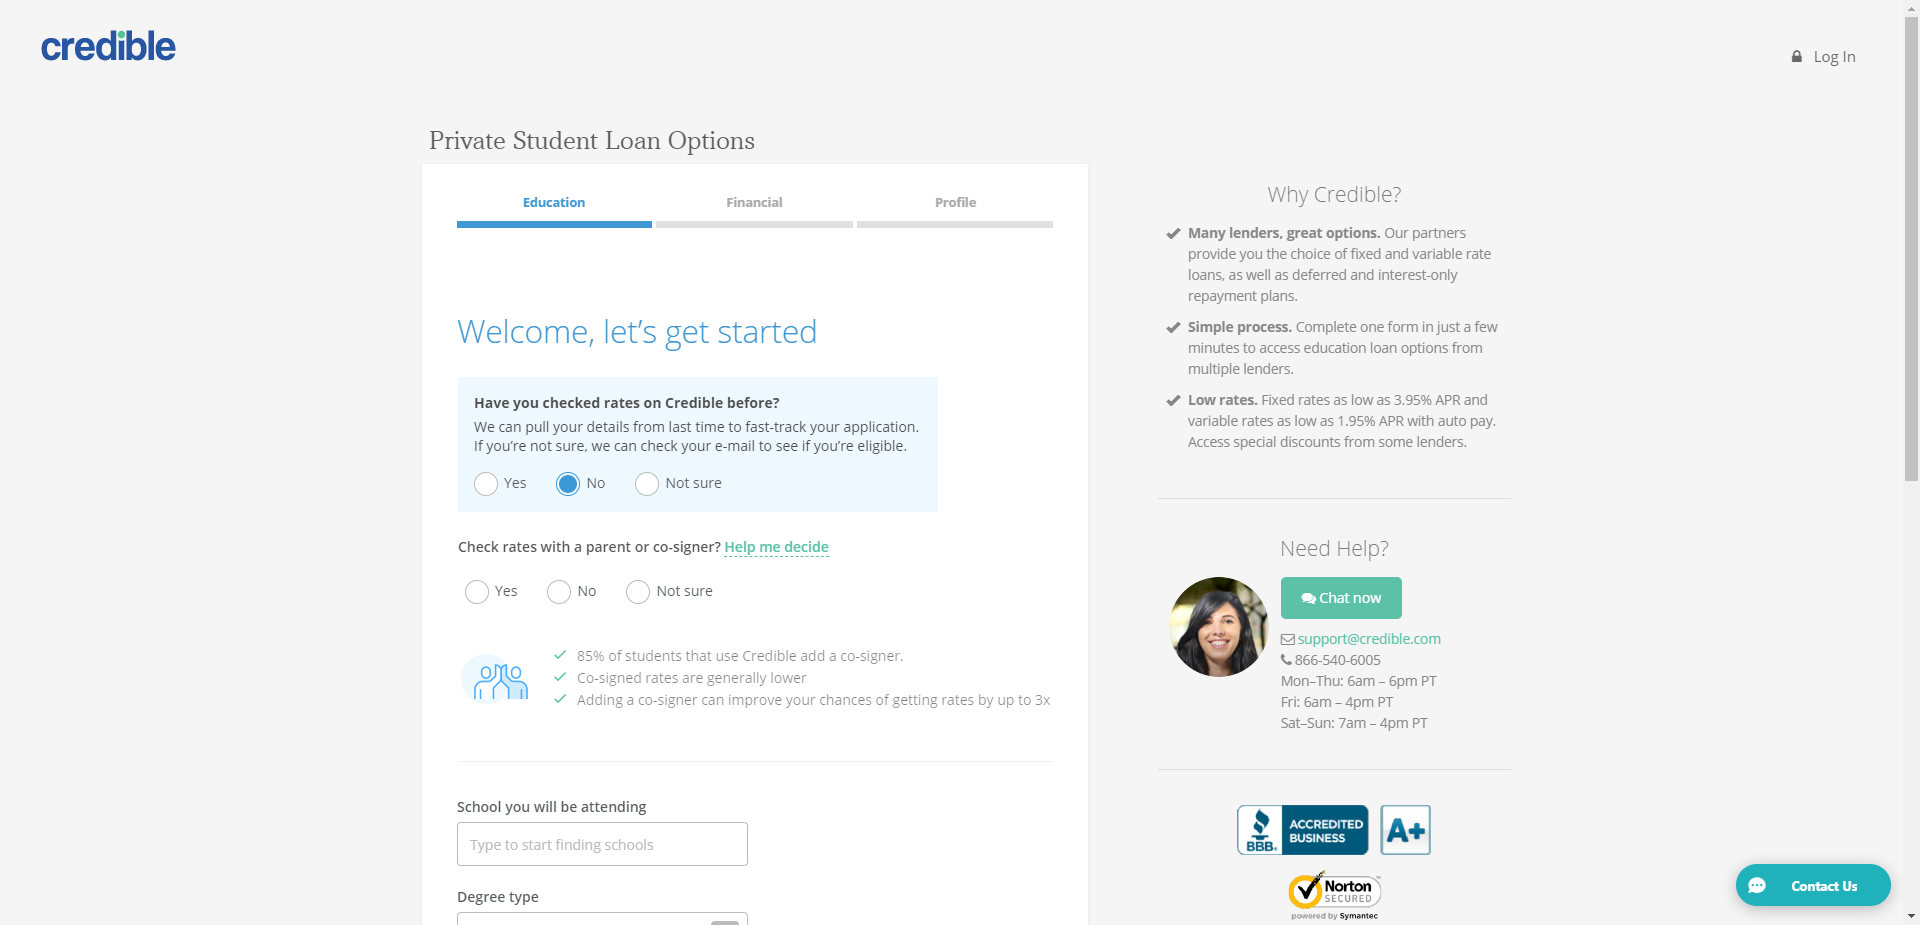 credible
Log In
Private Student Loan Options
Education
Financial
Profile
Welcome, let’s get started
Have you checked rates on Credible before?
We can pull your details from last time to fast-track your application.
If you’re not sure, we can check your e-mail to see if you’re eligible.
Yes
No
Not sure
Check rates with a parent or co-signer? Help me decide
Yes
No
Not sure
85% of students that use Credible add a co-signer.
Co-signed rates are generally lower
Adding a co-signer can improve your chances of getting rates by up to 3x
School you will be attending
Type to start finding schools
Degree type
Why Credible?
Many lenders, great options. Our partners
provide you the choice of fixed and variable rate
loans, as well as deferred and interest-only
repayment plans.
Simple process. Complete one form in just a few
minutes to access education loan options from
multiple lenders.
Low rates. Fixed rates as low as 3.95% APR and
variable rates as low as 1.95% APR with auto pay.
Access special discounts from some lenders.
Need Help?
Chat now
support@credible.com
866-540-6005
Mon–Thu: 6am – 6pm PT
Fri: 6am – 4pm PT
Sat–Sun: 7am – 4pm PT
BBB.
ACCREDITED
BUSINESS
A+
Norton
SECURED
powered by Symantec
Contact Us